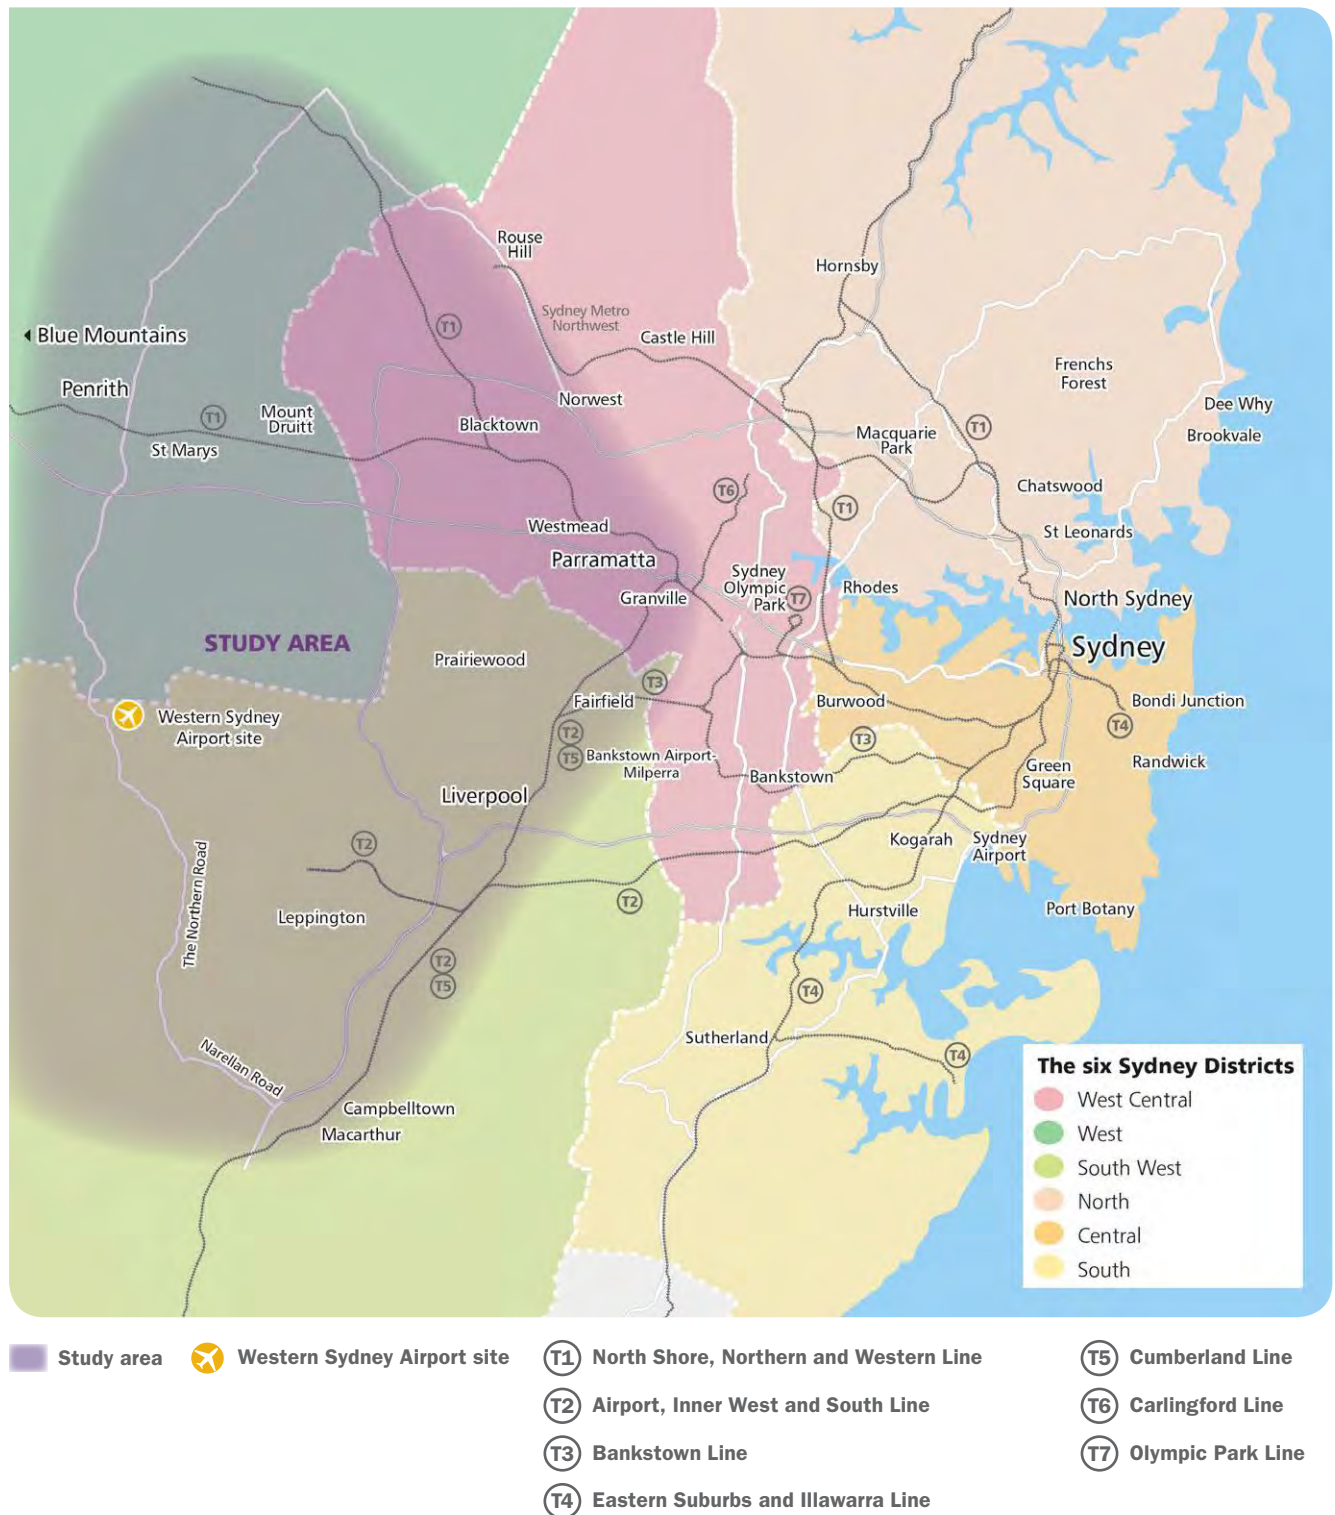 Rouse
Hill
Hornsby
Sydney Metro
Northwest
T1
Blue Mountains
Castle Hill
Frenchs
Forest
Penrith
Norwest
Dee Why
T1
Mount
Druitt
Blacktown
Macquarie
Park
T1
Brookvale
St Marys
T6
Chatswood
T1
Westmead
St Leonards
Parramatta
Sydney
Olympic
Park
T7
Rhodes
Granville
North Sydney
STUDY AREA
Sydney
Prairiewood
T3
Fairfield
Burwood
Bondi Junction
Western Sydney
Airport site
T2
T5
T4
T3
Bankstown Airport-
Milperra
Bankstown
Green
Square
Randwick
Liverpool
T2
Kogarah
Sydney
Airport
The Northern Road
Leppington
T2
Hurstville
Port Botany
T2
T5
T4
Sutherland
T4
Narellan Road
Campbelltown
Macarthur
The six Sydney Districts
West Central
West
South West
North
Central
South
Study area
Western Sydney Airport site
T1 North Shore, Northern and Western Line
T2 Airport, Inner West and South Line
T3 Bankstown Line
T4 Eastern Suburbs and Illawarra Line
T5 Cumberland Line
T6 Carlingford Line
T7 Olympic Park Line